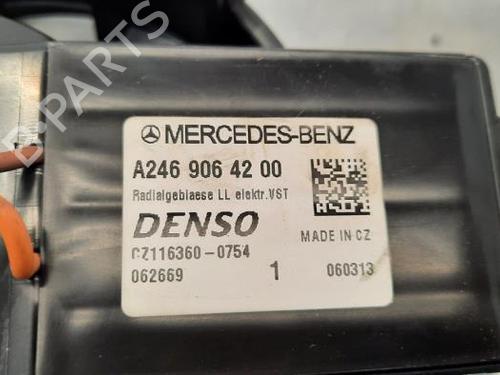 MERCEDES-BENZ
A246 906 42 00
Radialgeblaese LL elektr.VST
DENSO
MADE IN CZ
CZ116360-0754
062669 1 060313
B-PARTS